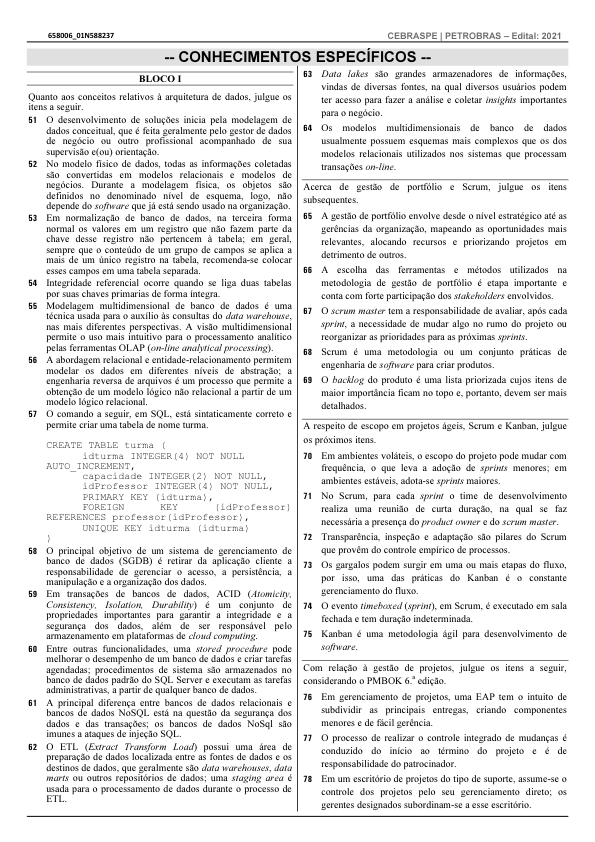 658006_01N588237
CEBRASPE | PETROBRAS – Edital: 2021
-- CONHECIMENTOS ESPECÍFICOS --
BLOCO I
Quanto aos conceitos relativos à arquitetura de dados, julgue os
itens a seguir.
51 O desenvolvimento de soluções inicia pela modelagem de
dados conceitual, que é feita geralmente pelo gestor de dados
de negócio ou outro profissional acompanhado de sua
supervisão e(ou) orientação.
52 No modelo físico de dados, todas as informações coletadas
são convertidas em modelos relacionais e modelos de
negócios. Durante a modelagem física, os objetos são
definidos no denominado nível de esquema, logo, não
depende do software que já está sendo usado na organização.
53 Em normalização de banco de dados, na terceira forma
normal os valores em um registro que não fazem parte da
chave desse registro não pertencem à tabela; em geral,
sempre que o conteúdo de um grupo de campos se aplica a
mais de um único registro na tabela, recomenda-se colocar
esses campos em uma tabela separada.
54 Integridade referencial ocorre quando se liga duas tabelas
por suas chaves primarias de forma íntegra.
55 Modelagem multidimensional de banco de dados é uma
técnica usada para o auxílio às consultas do data warehouse,
nas mais diferentes perspectivas. A visão multidimensional
permite o uso mais intuitivo para o processamento analítico
pelas ferramentas OLAP (on-line analytical processing).
56 A abordagem relacional e entidade-relacionamento permitem
modelar os dados em diferentes níveis de abstração; a
engenharia reversa de arquivos é um processo que permite a
obtenção de um modelo lógico não relacional a partir de um
modelo lógico relacional.
57 O comando a seguir, em SQL, está sintaticamente correto e
permite criar uma tabela de nome turma.
CREATE TABLE turma (
idturma INTEGER(4) NOT NULL
AUTO_INCREMENT,
capacidade INTEGER(2) NOT NULL,
idProfessor INTEGER(4) NOT NULL,
PRIMARY KEY (idturma),
FOREIGN KEY (idProfessor)
REFERENCES professor(idProfessor),
UNIQUE KEY idturma (idturma)
)
58 O principal objetivo de um sistema de gerenciamento de
banco de dados (SGDB) é retirar da aplicação cliente a
responsabilidade de gerenciar o acesso, a persistência, a
manipulação e a organização dos dados.
59 Em transações de bancos de dados, ACID (Atomicity,
Consistency, Isolation, Durability) é um conjunto de
propriedades importantes para garantir a integridade e a
segurança dos dados, além de ser responsável pelo
armazenamento em plataformas de cloud computing.
60 Entre outras funcionalidades, uma stored procedure pode
melhorar o desempenho de um banco de dados e criar tarefas
agendadas; procedimentos de sistema são armazenados no
banco de dados padrão do SQL Server e executam as tarefas
administrativas, a partir de qualquer banco de dados.
61 A principal diferença entre bancos de dados relacionais e
bancos de dados NoSQL está na questão da segurança dos
dados e das transações; os bancos de dados NoSql são
imunes a ataques de injeção SQL.
62 O ETL (Extract Transform Load) possui uma área de
preparação de dados localizada entre as fontes de dados e os
destinos de dados, que geralmente são data warehouses, data
marts ou outros repositórios de dados; uma staging area é
usada para o processamento de dados durante o processo de
ETL.
63 Data lakes são grandes armazenadores de informações,
vindas de diversas fontes, na qual diversos usuários podem
ter acesso para fazer a análise e coletar insights importantes
para o negócio.
64 Os modelos multidimensionais de banco de dados
usualmente possuem esquemas mais complexos que os dos
modelos relacionais utilizados nos sistemas que processam
transações on-line.
Acerca de gestão de portfólio e Scrum, julgue os itens
subsequentes.
65 A gestão de portfólio envolve desde o nível estratégico até as
gerências da organização, mapeando as oportunidades mais
relevantes, alocando recursos e priorizando projetos em
detrimento de outros.
66 A escolha das ferramentas e métodos utilizados na
metodologia de gestão de portfólio é etapa importante e
conta com forte participação dos stakeholders envolvidos.
67 O scrum master tem a responsabilidade de avaliar, após cada
sprint, a necessidade de mudar algo no rumo do projeto ou
reorganizar as prioridades para as próximas sprints.
68 Scrum é uma metodologia ou um conjunto práticas de
engenharia de software para criar produtos.
69 O backlog do produto é uma lista priorizada cujos itens de
maior importância ficam no topo e, portanto, devem ser mais
detalhados.
A respeito de escopo em projetos ágeis, Scrum e Kanban, julgue
os próximos itens.
70 Em ambientes voláteis, o escopo do projeto pode mudar com
frequência, o que leva à adoção de sprints menores; em
ambientes estáveis, adota-se sprints maiores.
71 No Scrum, para cada sprint o time de desenvolvimento
realiza uma reunião de curta duração, na qual se faz
necessária a presença do product owner e do scrum master.
72 Transparência, inspeção e adaptação são pilares do Scrum
que provêm do controle empírico de processos.
73 Os gargalos podem surgir em uma ou mais etapas do fluxo,
por isso, uma das práticas do Kanban é o constante
gerenciamento do fluxo.
74 O evento timeboxed (sprint), em Scrum, é executado em sala
fechada e tem duração indeterminada.
75 Kanban é uma metodologia ágil para desenvolvimento de
software.
Com relação à gestão de projetos, julgue os itens a seguir,
considerando o PMBOK 6.ª edição.
76 Em gerenciamento de projetos, uma EAP tem o intuito de
subdividir as principais entregas, criando componentes
menores e de fácil gerência.
77 O processo de realizar o controle integrado de mudanças é
conduzido do início ao término do projeto e é de
responsabilidade do patrocinador.
78 Em um escritório de projetos do tipo de suporte, assume-se o
controle dos projetos pelo seu gerenciamento direto; os
gerentes designados subordinam-se a esse escritório.